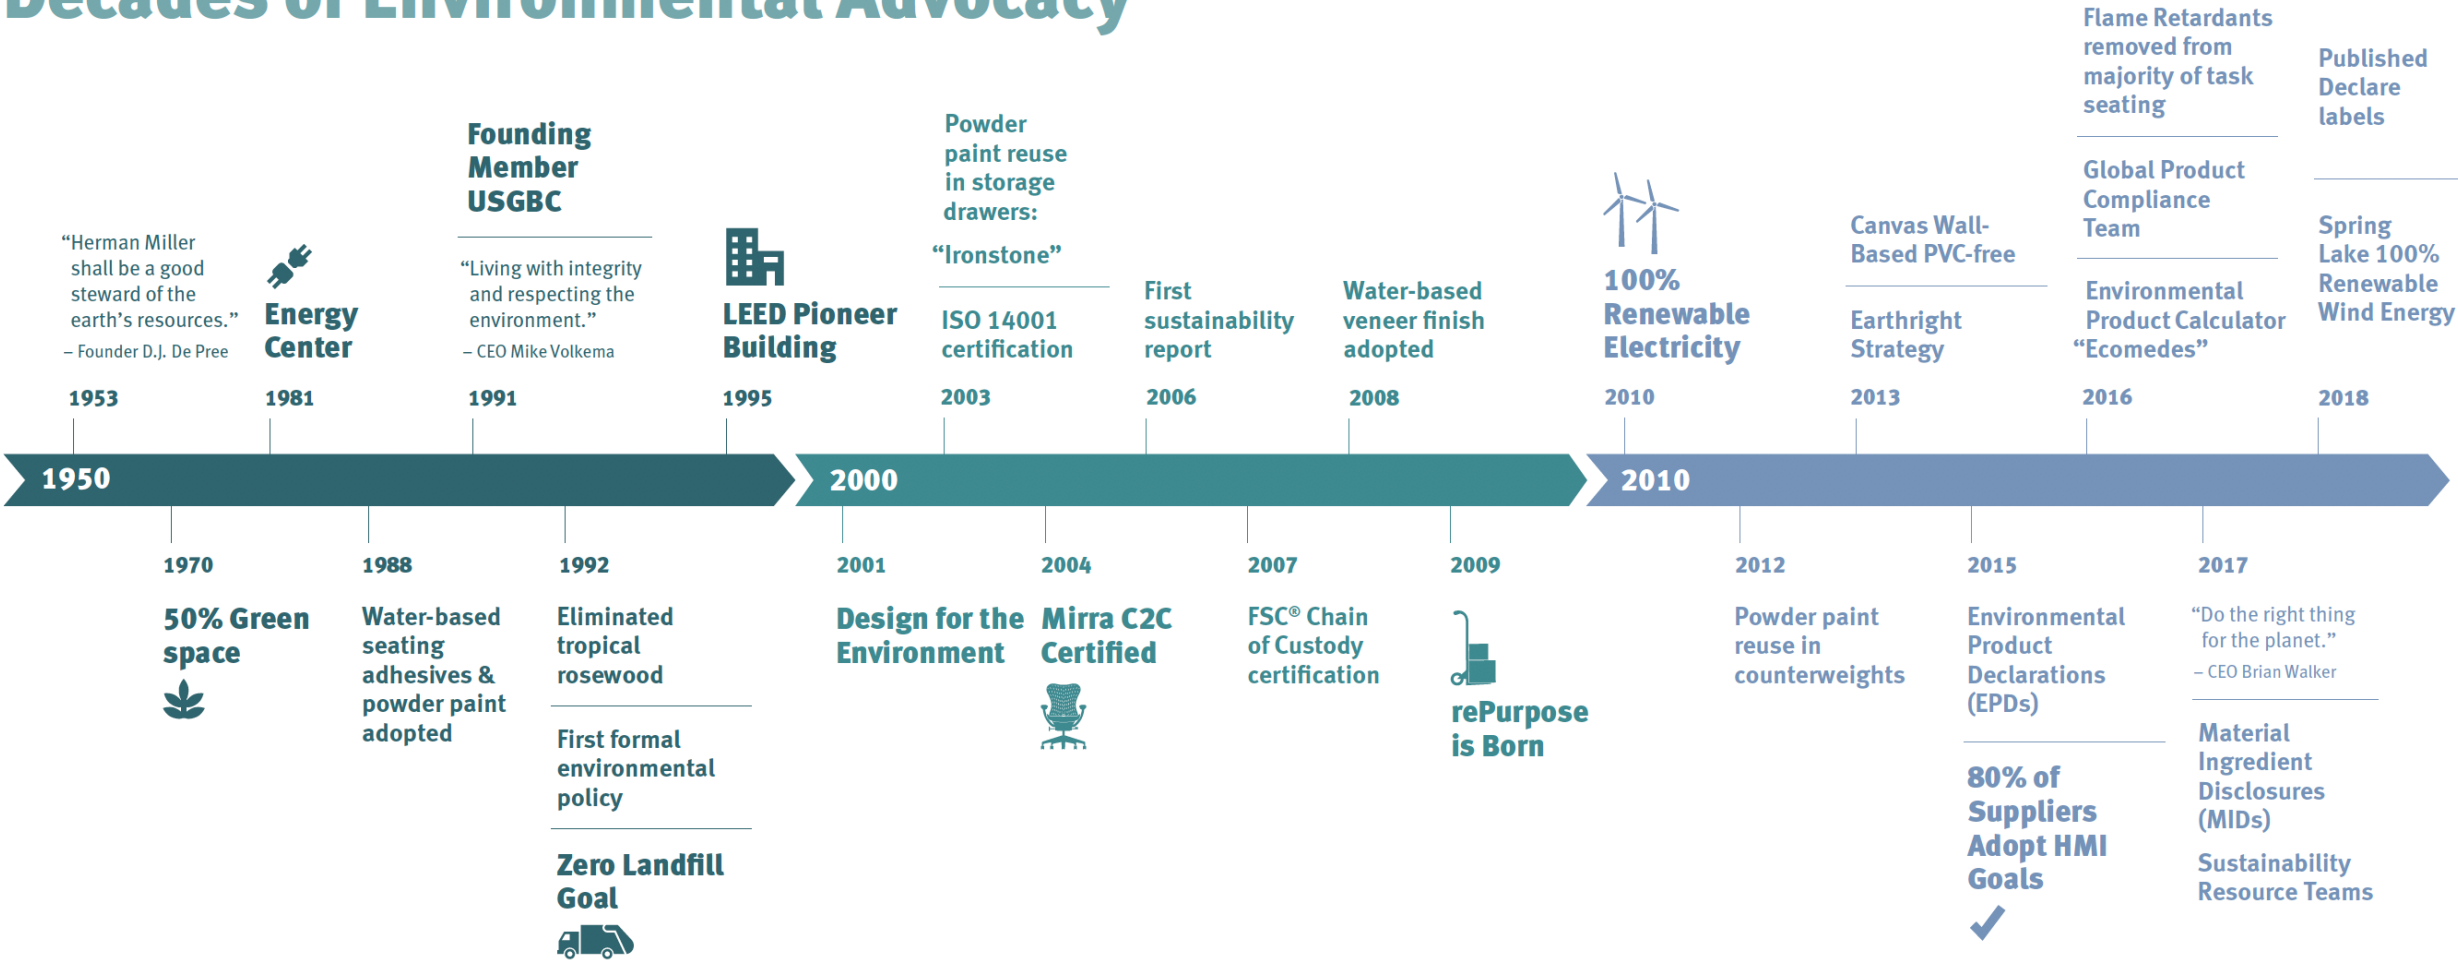 Decades of Environmental Advocacy
“Herman Miller
shall be a good
steward of the
earth’s resources.”
– Founder D.J. De Pree
1953
Energy
Center
1981
Founding
Member
USGBC
“Living with integrity
and respecting the
environment.”
– CEO Mike Volkema
1991
LEED Pioneer
Building
1995
Powder
paint reuse
in storage
drawers:
“Ironstone”
ISO 14001
certification
2003
First
sustainability
report
2006
Water-based
veneer finish
adopted
2008
100%
Renewable
Electricity
2010
Canvas Wall-
Based PVC-free
Earthright
Strategy
2013
Flame Retardants
removed from
majority of task
seating
Global Product
Compliance
Team
Environmental
Product Calculator
“Ecomedes”
2016
Published
Declare
labels
Spring
Lake 100%
Renewable
Wind Energy
2018
1950
2000
2010
1970
50% Green
space
1988
Water-based
seating
adhesives &
powder paint
adopted
1992
Eliminated
tropical
rosewood
First formal
environmental
policy
Zero Landfill
Goal
2001
Design for the
Environment
2004
Mirra C2C
Certified
2007
FSC® Chain
of Custody
certification
2009
rePurpose
is Born
2012
Powder paint
reuse in
counterweights
2015
Environmental
Product
Declarations
(EPDs)
80% of
Suppliers
Adopt HMI
Goals
2017
“Do the right thing
for the planet.”
– CEO Brian Walker
Material
Ingredient
Disclosures
(MIDs)
Sustainability
Resource Teams